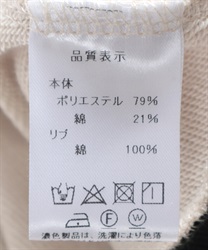 品質表示
本体
ポリエステル 79%
綿 21%
リブ
綿 100%
濃色製品は、洗濯により色落ち